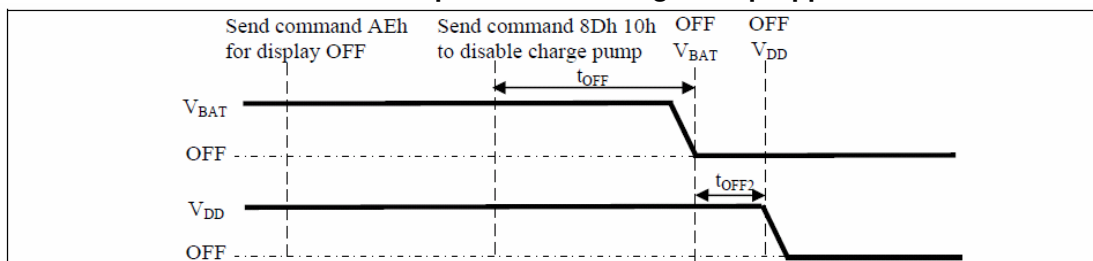 Send command AEh
for display OFF
Send command 8Dh 10h
to disable charge pump
OFF
VBAT
OFF
VDD
tOFF
VBAT
OFF
tOFF2
VDD
OFF